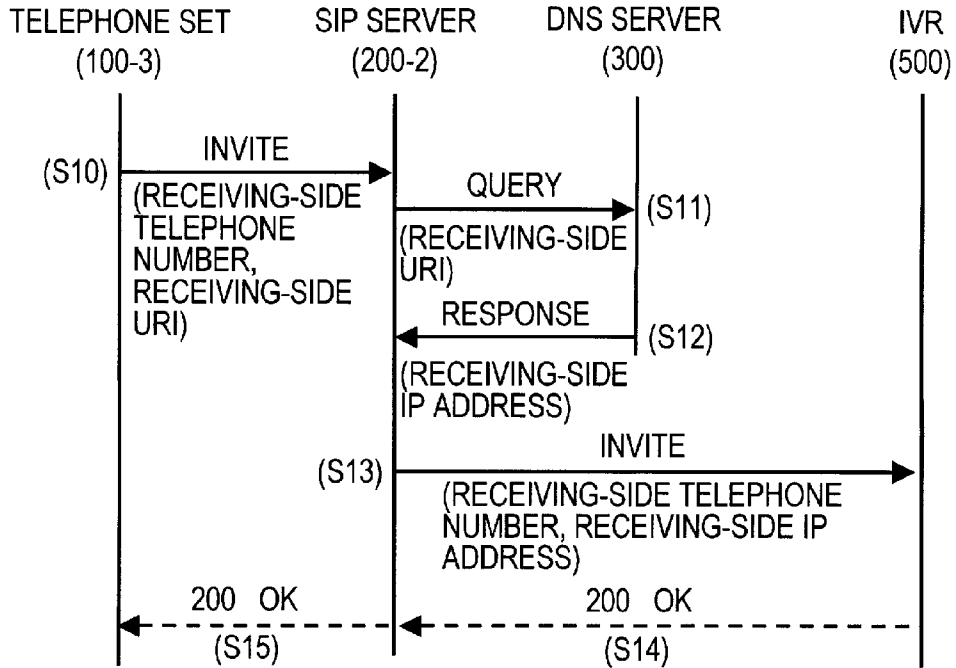 TELEPHONE SET
(100-3)
SIP SERVER
(200-2)
DNS SERVER
(300)
IVR
(500)
(S10)
INVITE
(RECEIVING-SIDE
TELEPHONE
NUMBER,
RECEIVING-SIDE
URI)
QUERY
(S11)
(RECEIVING-SIDE
URI)
RESPONSE
(S12)
(RECEIVING-SIDE
IP ADDRESS)
INVITE
(S13)
(RECEIVING-SIDE TELEPHONE
NUMBER, RECEIVING-SIDE IP
ADDRESS)
200 OK
(S15)
200 OK
(S14)